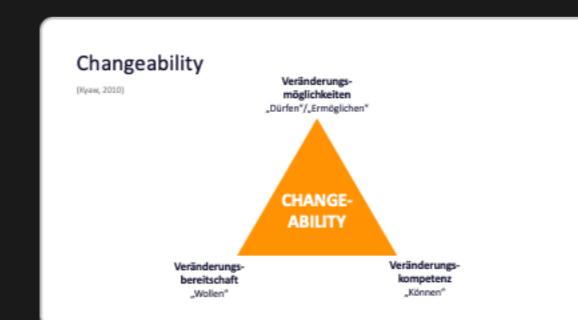 Changeability
(Kyaw, 2010)
Veränderungs-
möglichkeiten
„Dürfen“/„Ermöglichen“
CHANGE-
ABILITY
Veränderungs-
bereitschaft
„Wollen“
Veränderungs-
kompetenz
„Können“